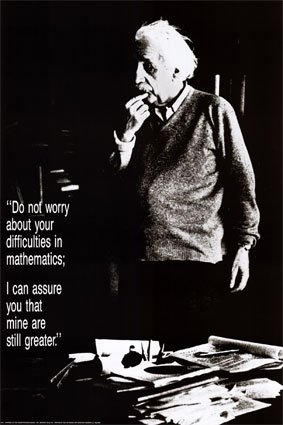 “Do not worry
about your
difficulties in
mathematics;
I can assure
you that
mine are
still greater.”